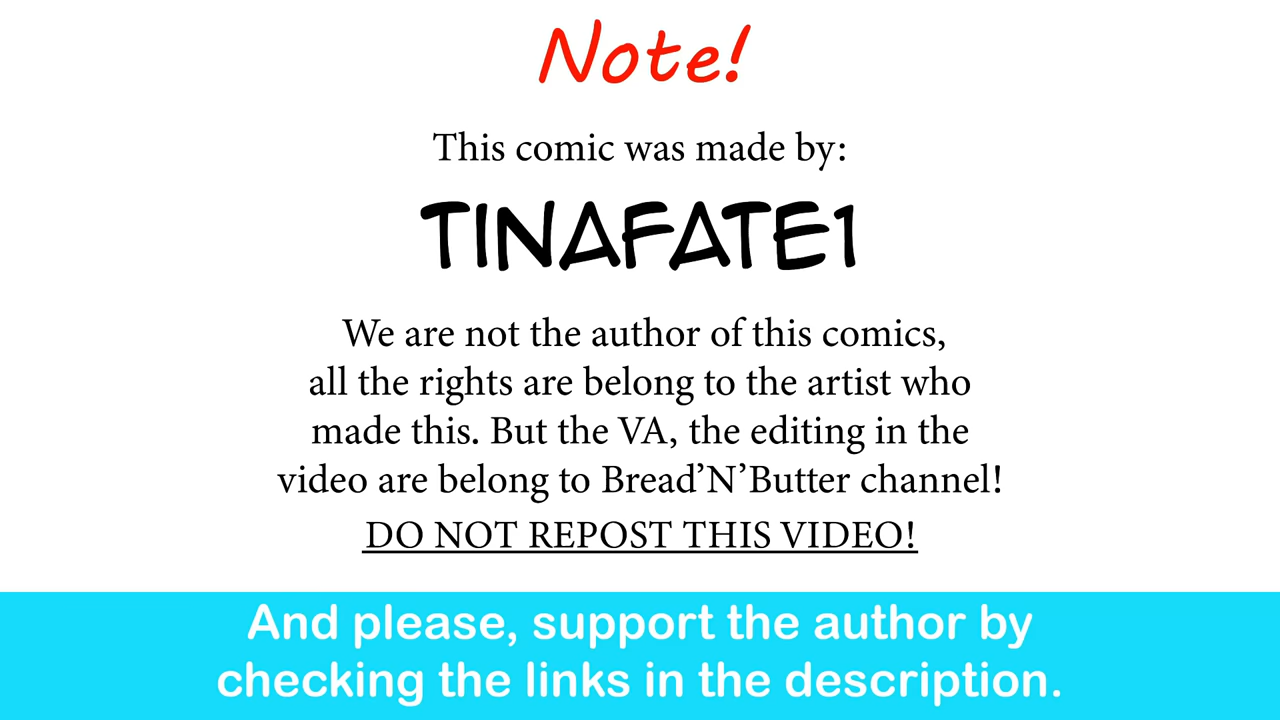 Note!
This comic was made by:
TINAFATE1
We are not the author of this comics,
all the rights are belong to the artist who
made this. But the VA, the editing in the
video are belong to Bread’N’Butter channel!
DO NOT REPOST THIS VIDEO!
And please, support the author by
checking the links in the description.